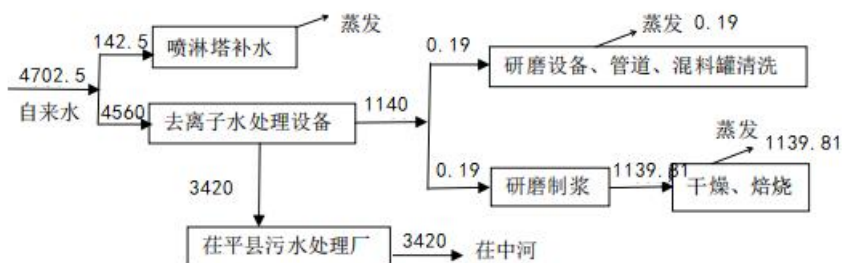 蒸发
142.5
喷淋塔补水
4702.5
自来水
4560
去离子水处理设备
1140
0.19
蒸发 0.19
研磨设备、管道、混料罐清洗
0.19
研磨制浆
1139.81
蒸发
1139.81
干燥、焙烧
3420
茌平县污水处理厂
3420
茌中河